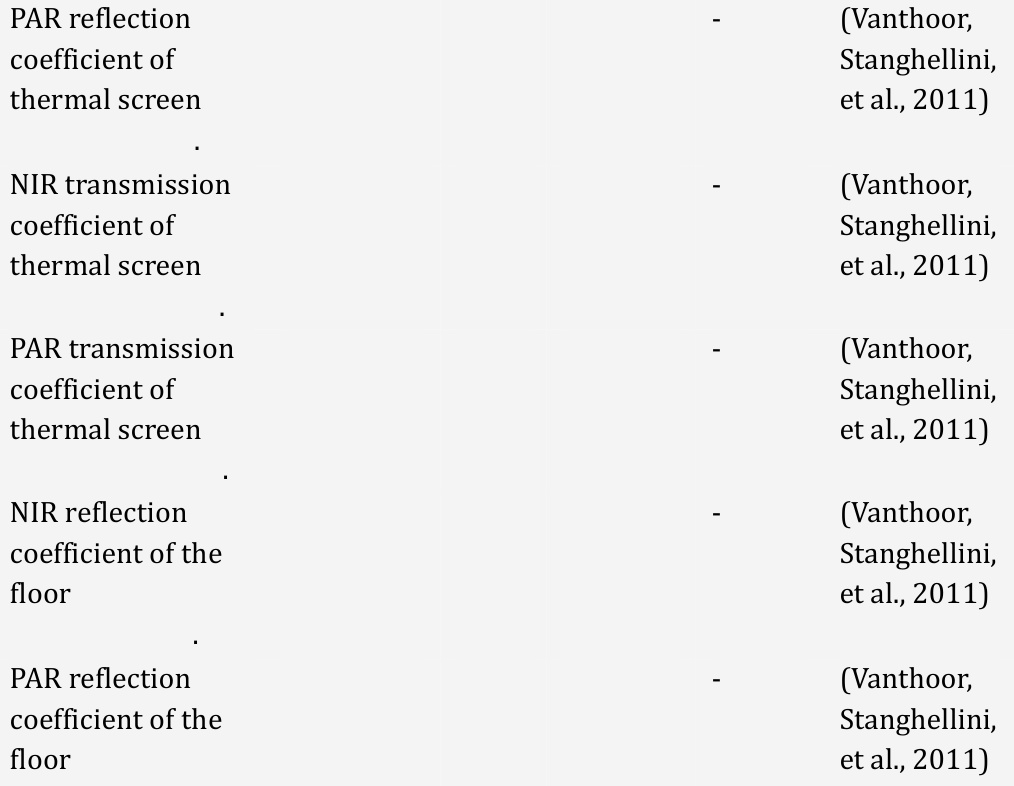 PAR reflection - (Vanthoor,
coefficient of Stanghellini,
thermal screen et al., 2011)
.
NIR transmission - (Vanthoor,
coefficient of Stanghellini,
thermal screen et al., 2011)
.
PAR transmission - (Vanthoor,
coefficient of Stanghellini,
thermal screen et al., 2011)
.
NIR reflection - (Vanthoor,
coefficient of the Stanghellini,
floor et al., 2011)
.
PAR reflection - (Vanthoor,
coefficient of the Stanghellini,
floor et al., 2011)